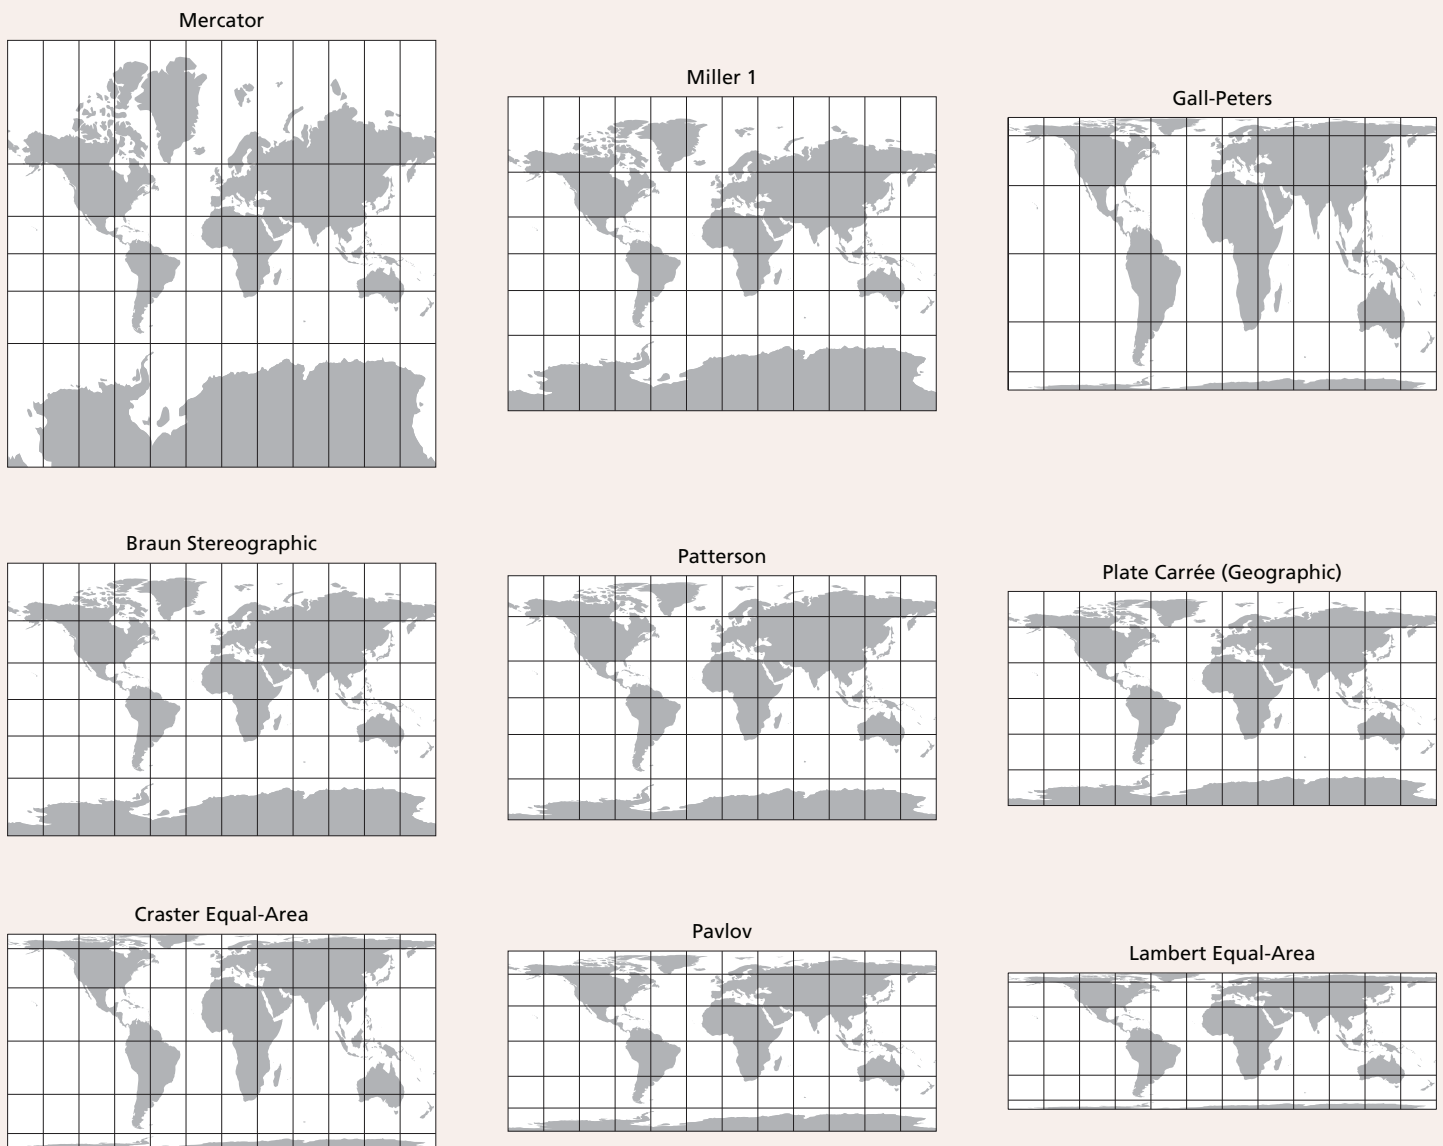 Mercator
Miller 1
Gall-Peters
Braun Stereographic
Patterson
Plate Carrée (Geographic)
Craster Equal-Area
Pavlov
Lambert Equal-Area